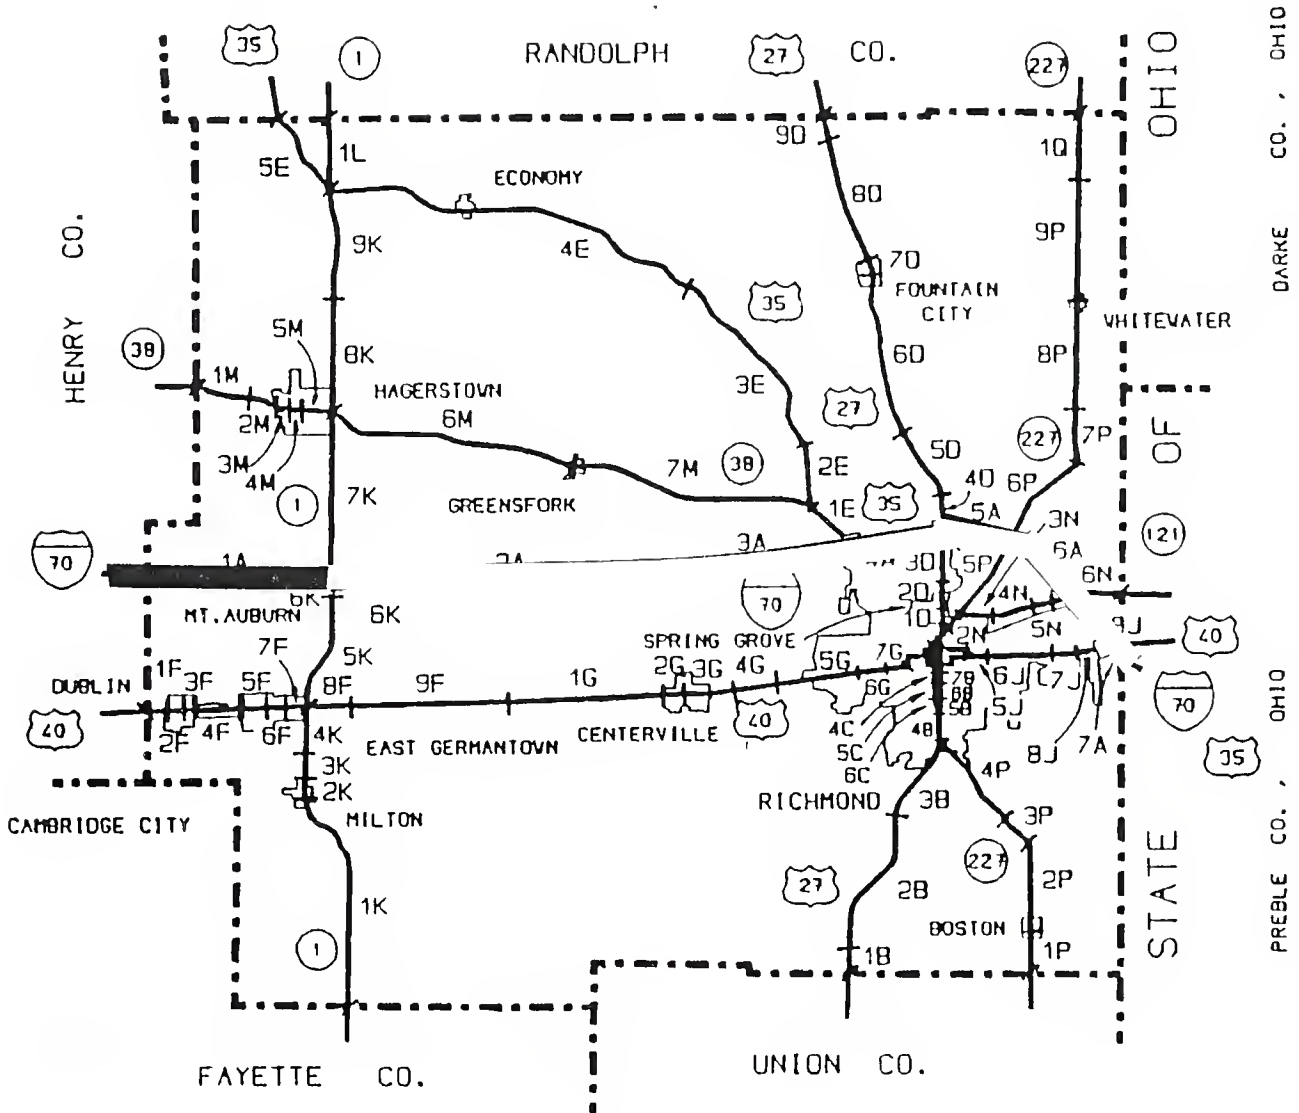 35
1
RANDOLPH CO.
27
227
OHIO
DARKE CO., OHIO
9D
1Q
1L
5E
ECONOMY
8D
9P
9K
4E
7D
HENRY CO.
35
FOUNTAIN
CITY
WHITEWATER
38
5M
8K
6D
8P
1M
HAGERSTOWN
3E
27
2M
6M
227
7P
OF
3M
4M
7M
38
2E
5D
6P
4D
1
7K
GREENSFORK
1E
35
5A
3N
121
3A
6A
70
1A
3D
5P
6N
6K
MT. AUBURN
6K
70
2D
4N
1D
2N
5N
9J
40
7F
5K
SPRING GROVE
7G
DUBLIN
1F
3F
5F
8F
9F
1G
2G
3G
4G
5G
6G
7B
6J
7J
70
6B
5B
5J
40
2F
4F
6F
4K
EAST GERMANTOWN
CENTERVILLE
40
4C
4B
5C
6C
8J
7A
35
3K
2K
4P
RICHMOND
3B
CAMBRIDGE CITY
MILTON
3P
227
27
2B
2P
1K
BOSTON
1
1B
1P
STATE
PREBLE CO., OHIO
FAYETTE CO.
UNION CO.